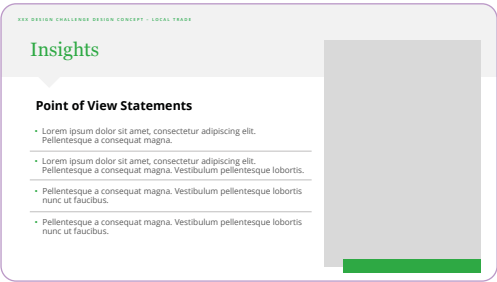 EEE DESIGN CHALLENGE DESIGN CONCEPT – LOCAL TRADE
Insights
Point of View Statements
• Lorem ipsum dolor sit amet, consectetur adipiscing elit.
Pellentesque a consequat magna.
• Lorem ipsum dolor sit amet, consectetur adipiscing elit.
Pellentesque a consequat magna. Vestibulum pellentesque lobortis.
• Pellentesque a consequat magna. Vestibulum pellentesque lobortis
nunc ut faucibus.
• Pellentesque a consequat magna. Vestibulum pellentesque lobortis
nunc ut faucibus.